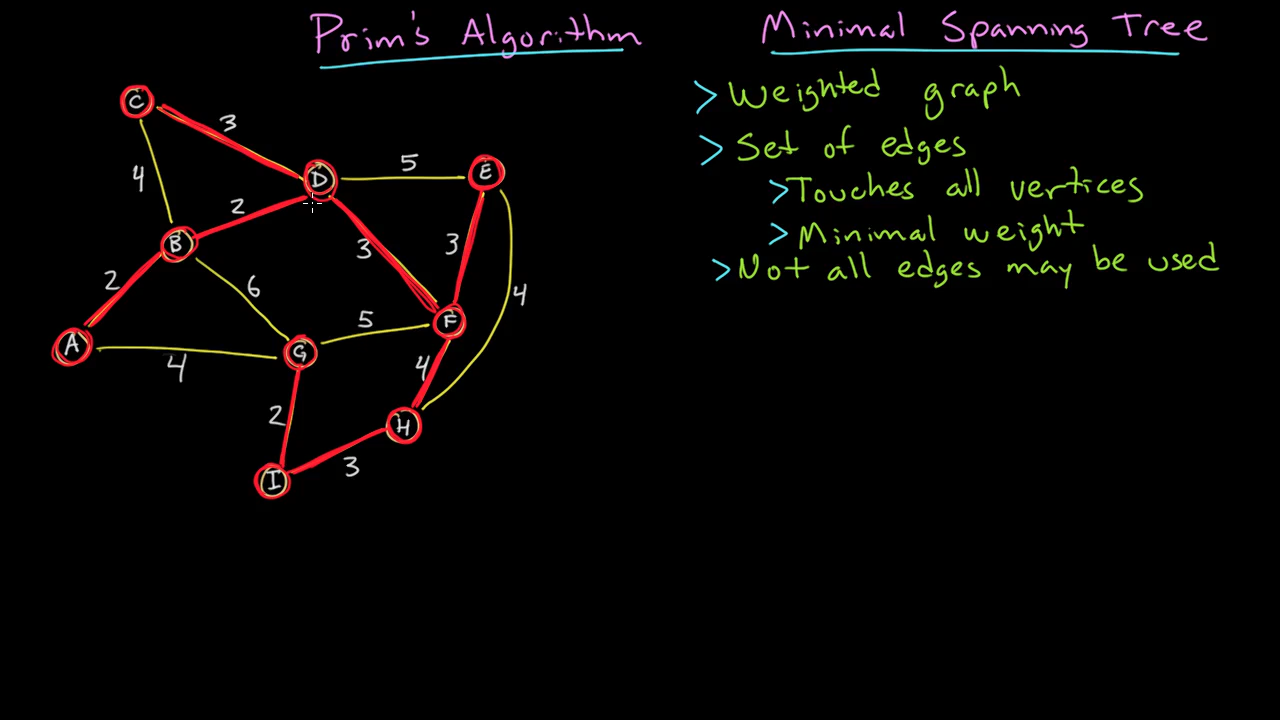 Prim's Algorithm
Minimal Spanning Tree
> Weighted graph
> Set of edges
> Touches all vertices
> Minimal weight
> Not all edges may be used
C
3
D
5
E
4
2
B
3
3
6
4
2
5
F
A
4
G
4
2
H
3
I